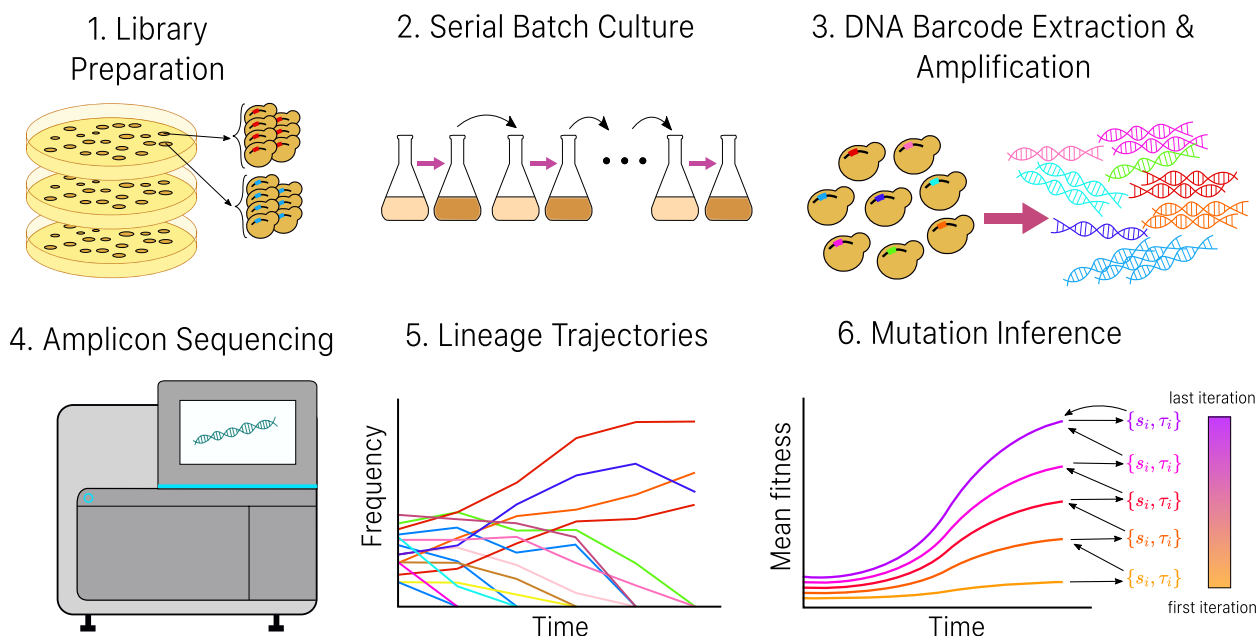 1. Library
Preparation
2. Serial Batch Culture
3. DNA Barcode Extraction &
Amplification
4. Amplicon Sequencing
5. Lineage Trajectories
Frequency
Time
6. Mutation Inference
Mean fitness
Time
last iteration
{s_i, τ_i}
{s_i, τ_i}
{s_i, τ_i}
{s_i, τ_i}
{s_i, τ_i}
first iteration